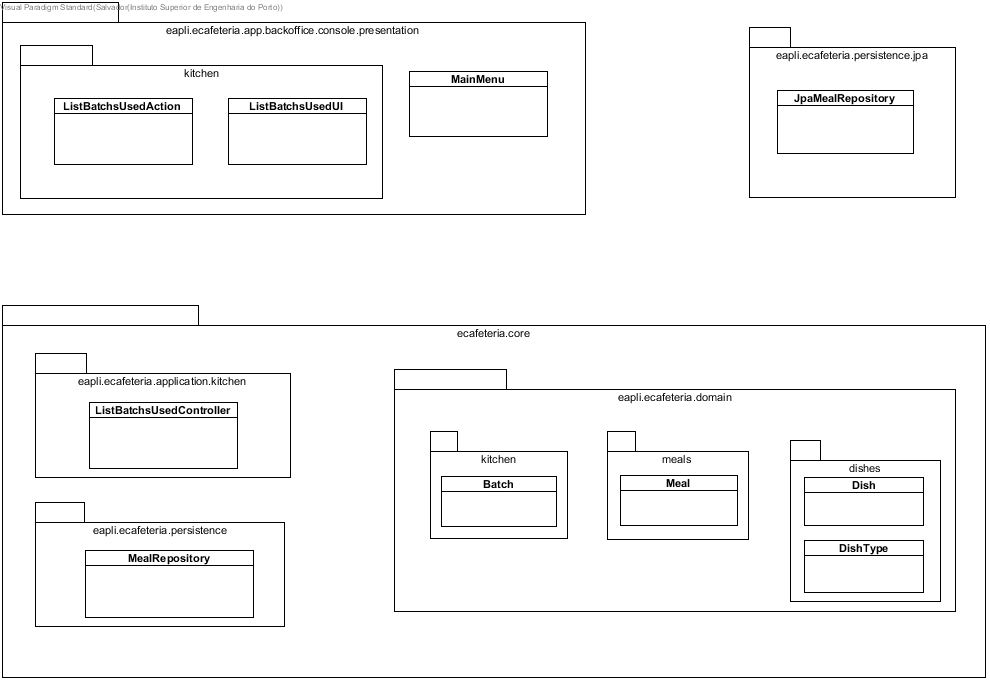 Visual Paradigm Standard(Salvador(Instituto Superior de Engenharia do Porto))
eapli.ecafeteria.app.backoffice.console.presentation
kitchen
ListBatchsUsedAction
ListBatchsUsedUI
MainMenu
eapli.ecafeteria.persistence.jpa
JpaMealRepository
ecafeteria.core
eapli.ecafeteria.application.kitchen
ListBatchsUsedController
eapli.ecafeteria.persistence
MealRepository
eapli.ecafeteria.domain
kitchen
Batch
meals
Meal
dishes
Dish
DishType